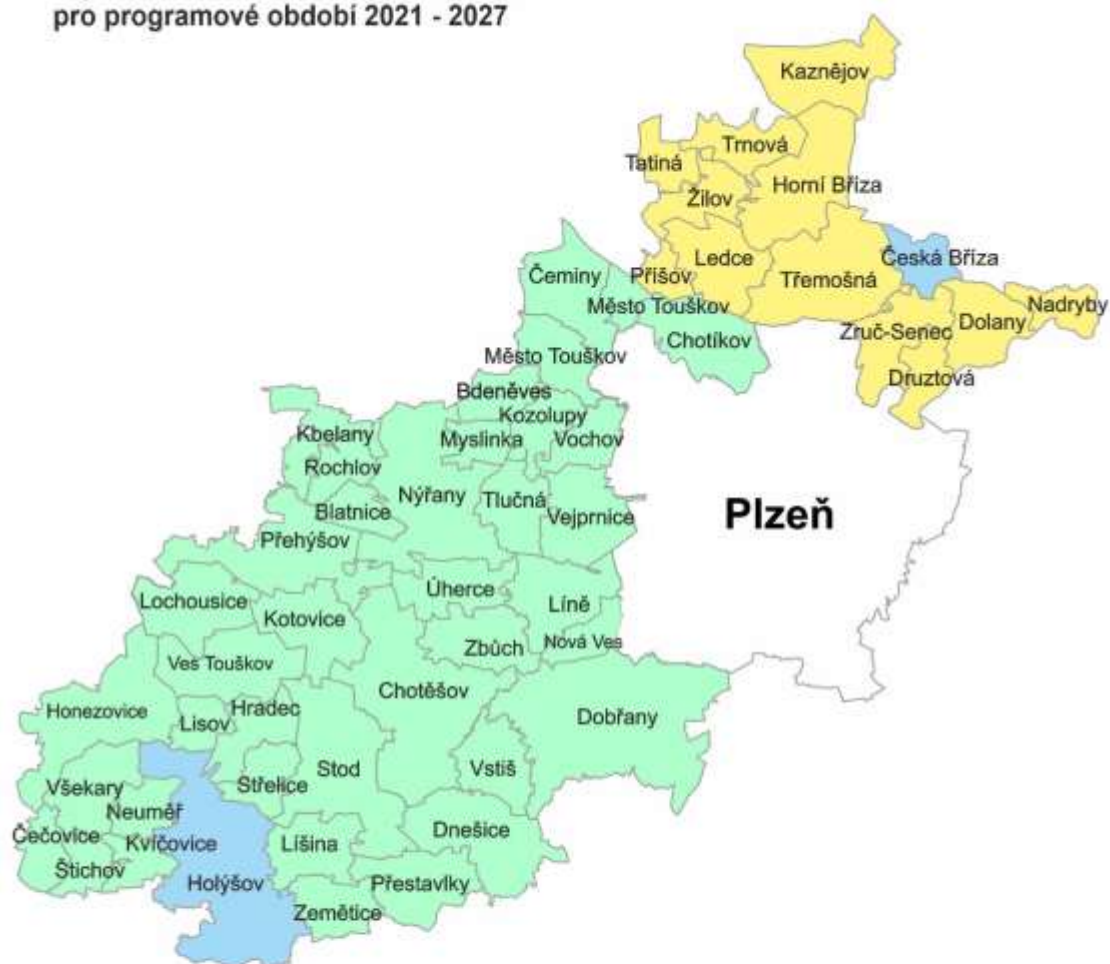 pro programové období 2021 - 2027
Kaznějov
Trnová
Tatiná
Horní Bříza
Žilov
Ledce
Česká Bříza
Příšov
Čeminy
Třemošná
Město Touškov
Nadryby
Dolany
Zruč-Senec
Chotíkov
Město Touškov
Druztová
Bdeněves
Kozolupy
Kbelany
Myslinka
Vochov
Rochlov
Nýřany
Tlučná
Blatnice
Vejprnice
Plzeň
Přehýšov
Úherce
Lochousice
Líně
Kotovice
Nová Ves
Zbůch
Ves Touškov
Chotěšov
Hradec
Honezovice
Lisov
Dobřany
Stod
Vstiš
Střelice
Všekary
Neuměř
Dnešice
Čečovice
Kvíčovice
Líšina
Štichov
Holýšov
Přestavlky
Zemětice